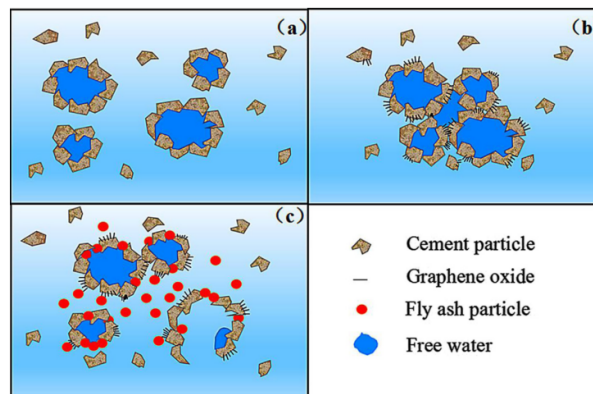 (a)
(b)
(c)
Cement particle
Graphene oxide
Fly ash particle
Free water